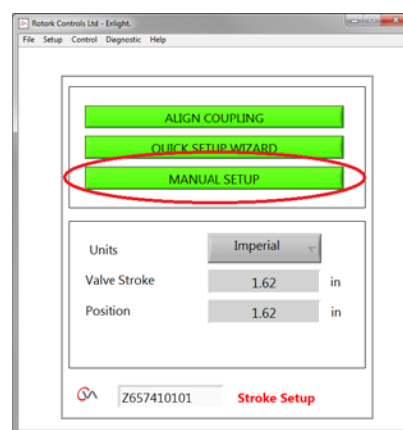 Rotork Controls Ltd - Enlight.
File Setup Control Diagnostic Help
ALIGN COUPLING
QUICK SETUP WIZARD
MANUAL SETUP
Units Imperial
Valve Stroke 1.62 in
Position 1.62 in
Z657410101 Stroke Setup